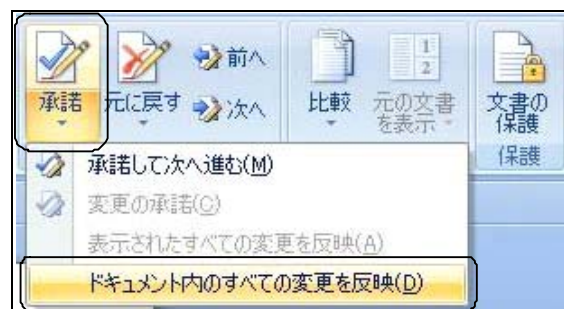 承諾
元に戻す
前へ
次へ
比較
1
2
元の文書
を表示
文書の
保護
保護
承諾して次へ進む(M)
変更の承諾(C)
表示されたすべての変更を反映(A)
ドキュメント内のすべての変更を反映(D)